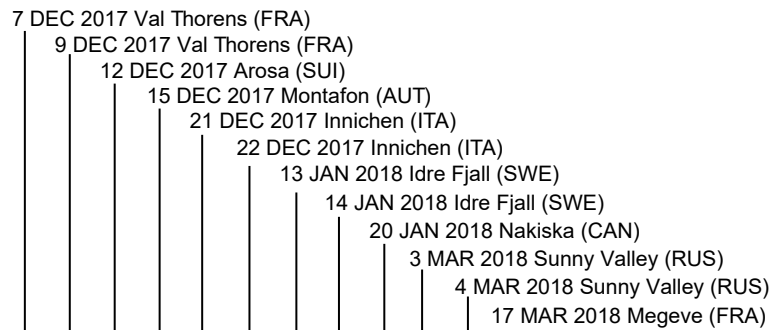 7 DEC 2017 Val Thorens (FRA)
9 DEC 2017 Val Thorens (FRA)
12 DEC 2017 Arosa (SUI)
15 DEC 2017 Montafon (AUT)
21 DEC 2017 Innichen (ITA)
22 DEC 2017 Innichen (ITA)
13 JAN 2018 Idre Fjall (SWE)
14 JAN 2018 Idre Fjall (SWE)
20 JAN 2018 Nakiska (CAN)
3 MAR 2018 Sunny Valley (RUS)
4 MAR 2018 Sunny Valley (RUS)
17 MAR 2018 Megeve (FRA)